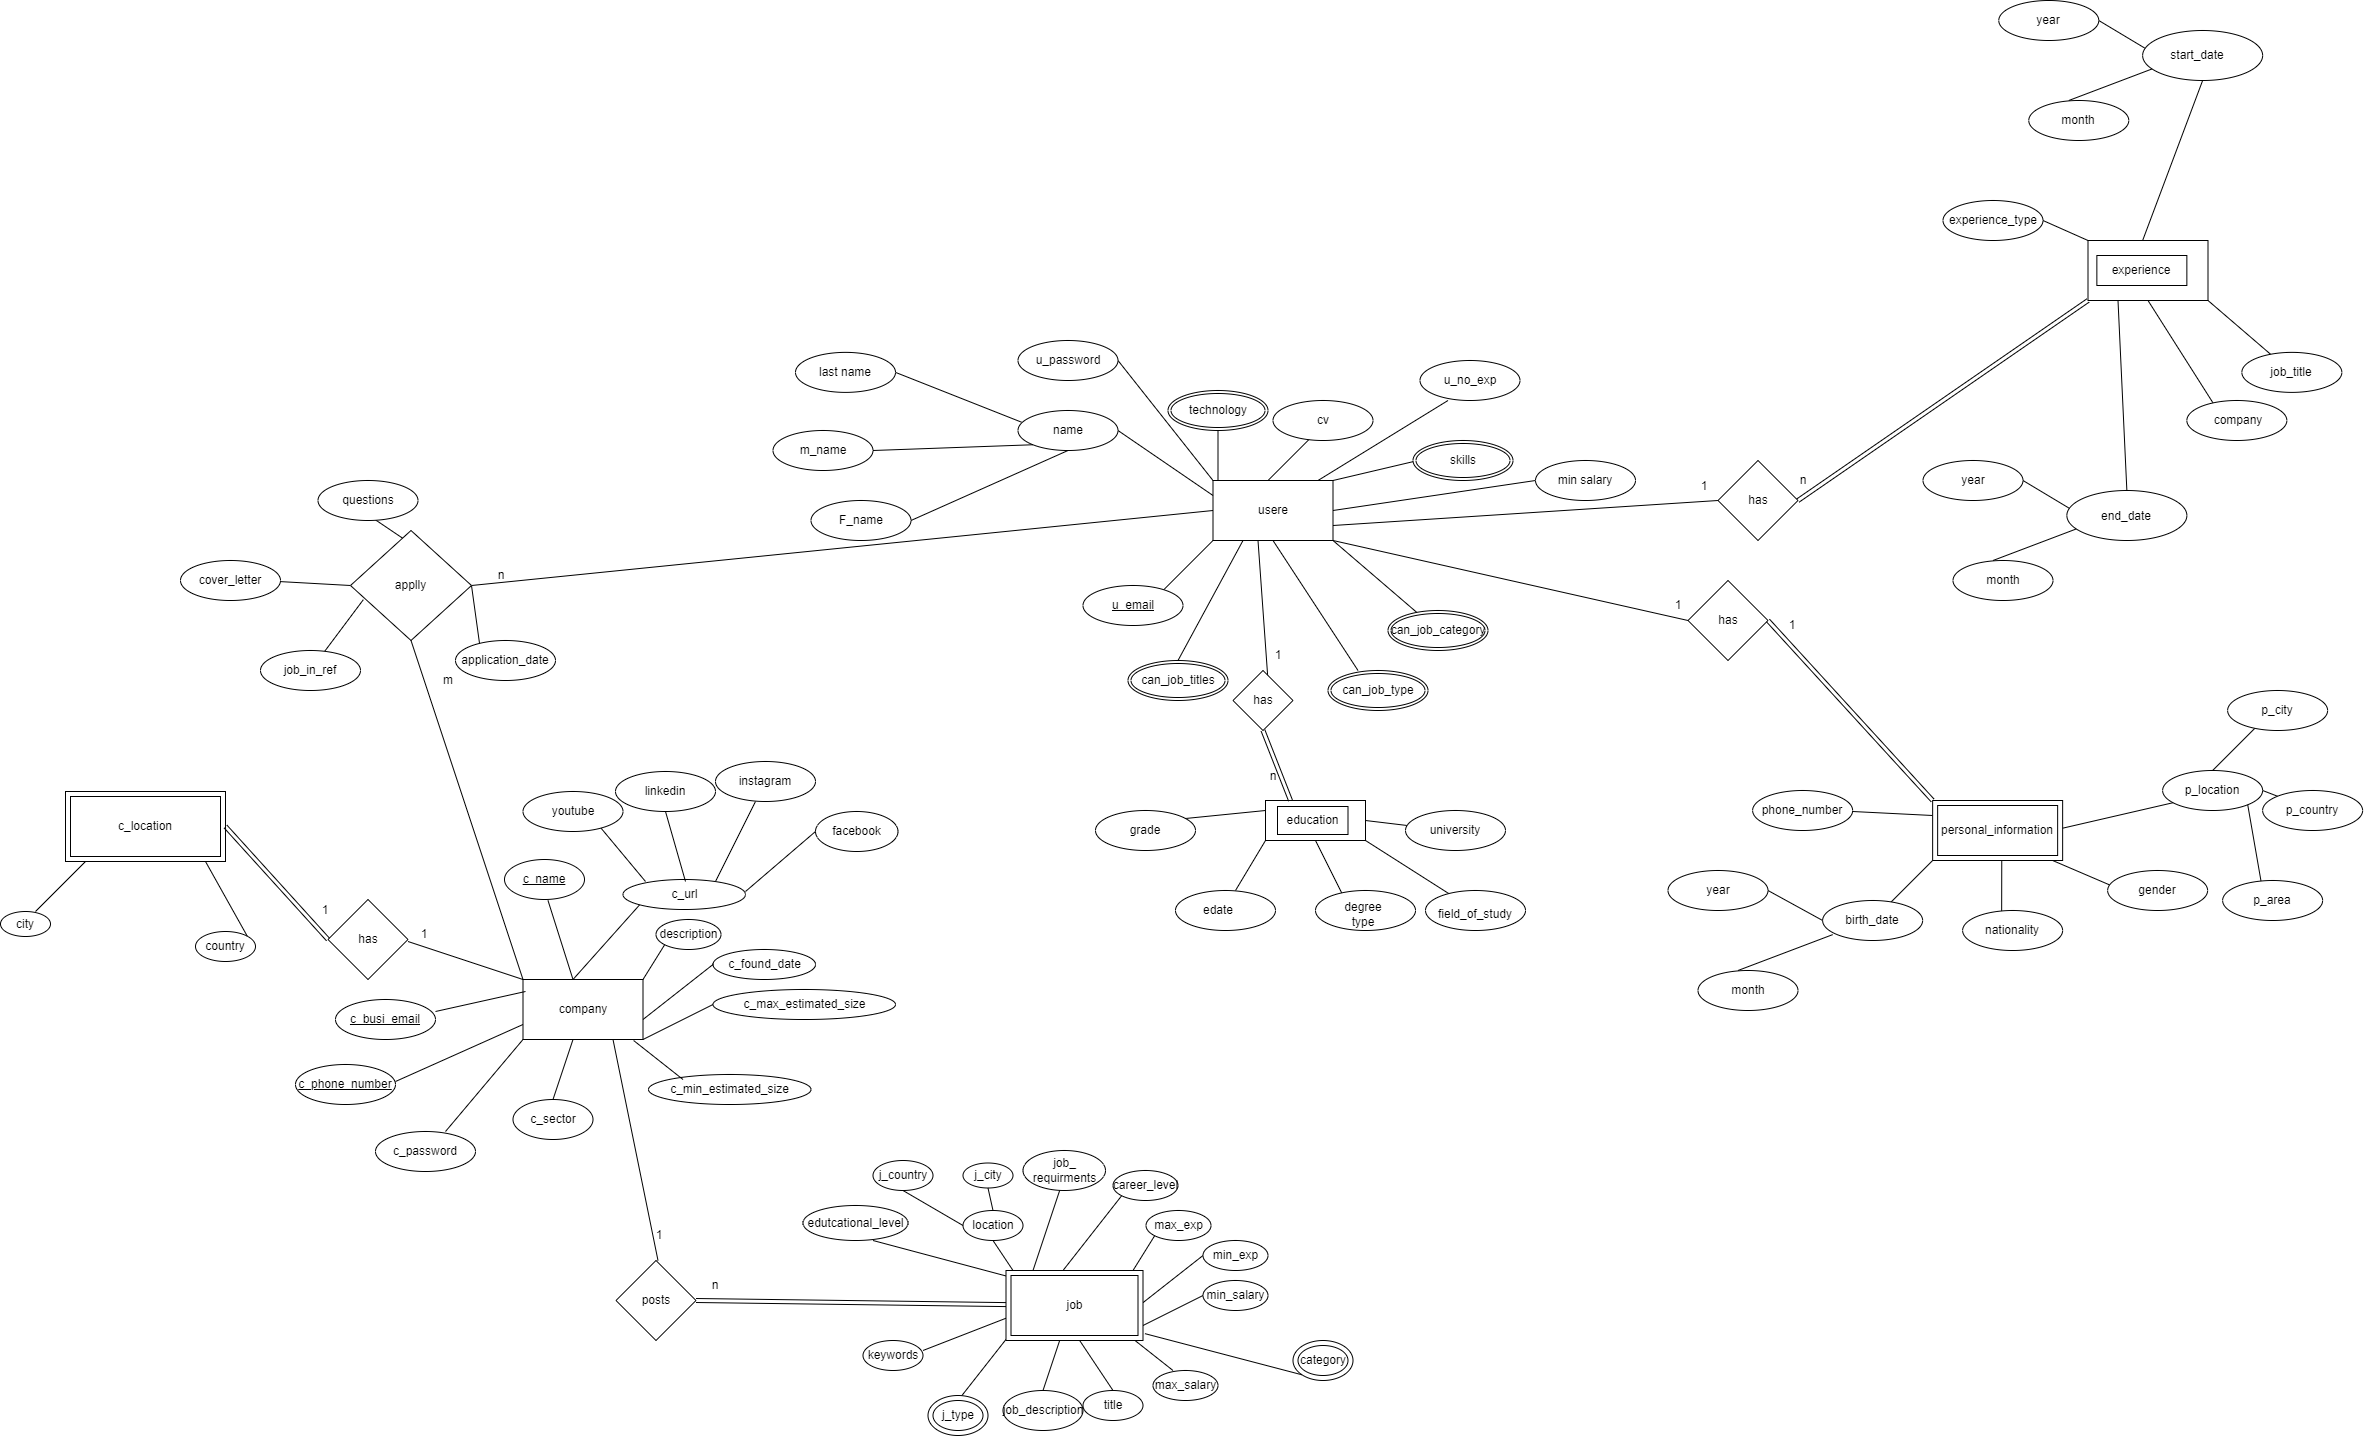 year
start_date
month
experience_type
experience
job_title
company
year
end_date
month
last name
u_password
name
m_name
F_name
technology
cv
u_no_exp
skills
min salary
usere
1
has
n
questions
cover_letter
applly
n
job_in_ref
application_date
m
u_email
can_job_titles
can_job_category
can_job_type
1
has
n
1
has
1
grade
education
university
edate
degree
type
field_of_study
p_city
p_location
p_country
p_area
phone_number
personal_information
gender
year
birth_date
nationality
month
c_location
city
country
1
has
1
youtube
linkedin
instagram
facebook
c_name
c_url
description
c_found_date
c_max_estimated_size
company
c_busi_email
c_phone_number
c_min_estimated_size
c_sector
c_password
1
posts
n
j_country
j_city
job_
requirments
career_level
edutcational_level
location
max_exp
min_exp
min_salary
job
keywords
category
max_salary
j_type
job_description
title